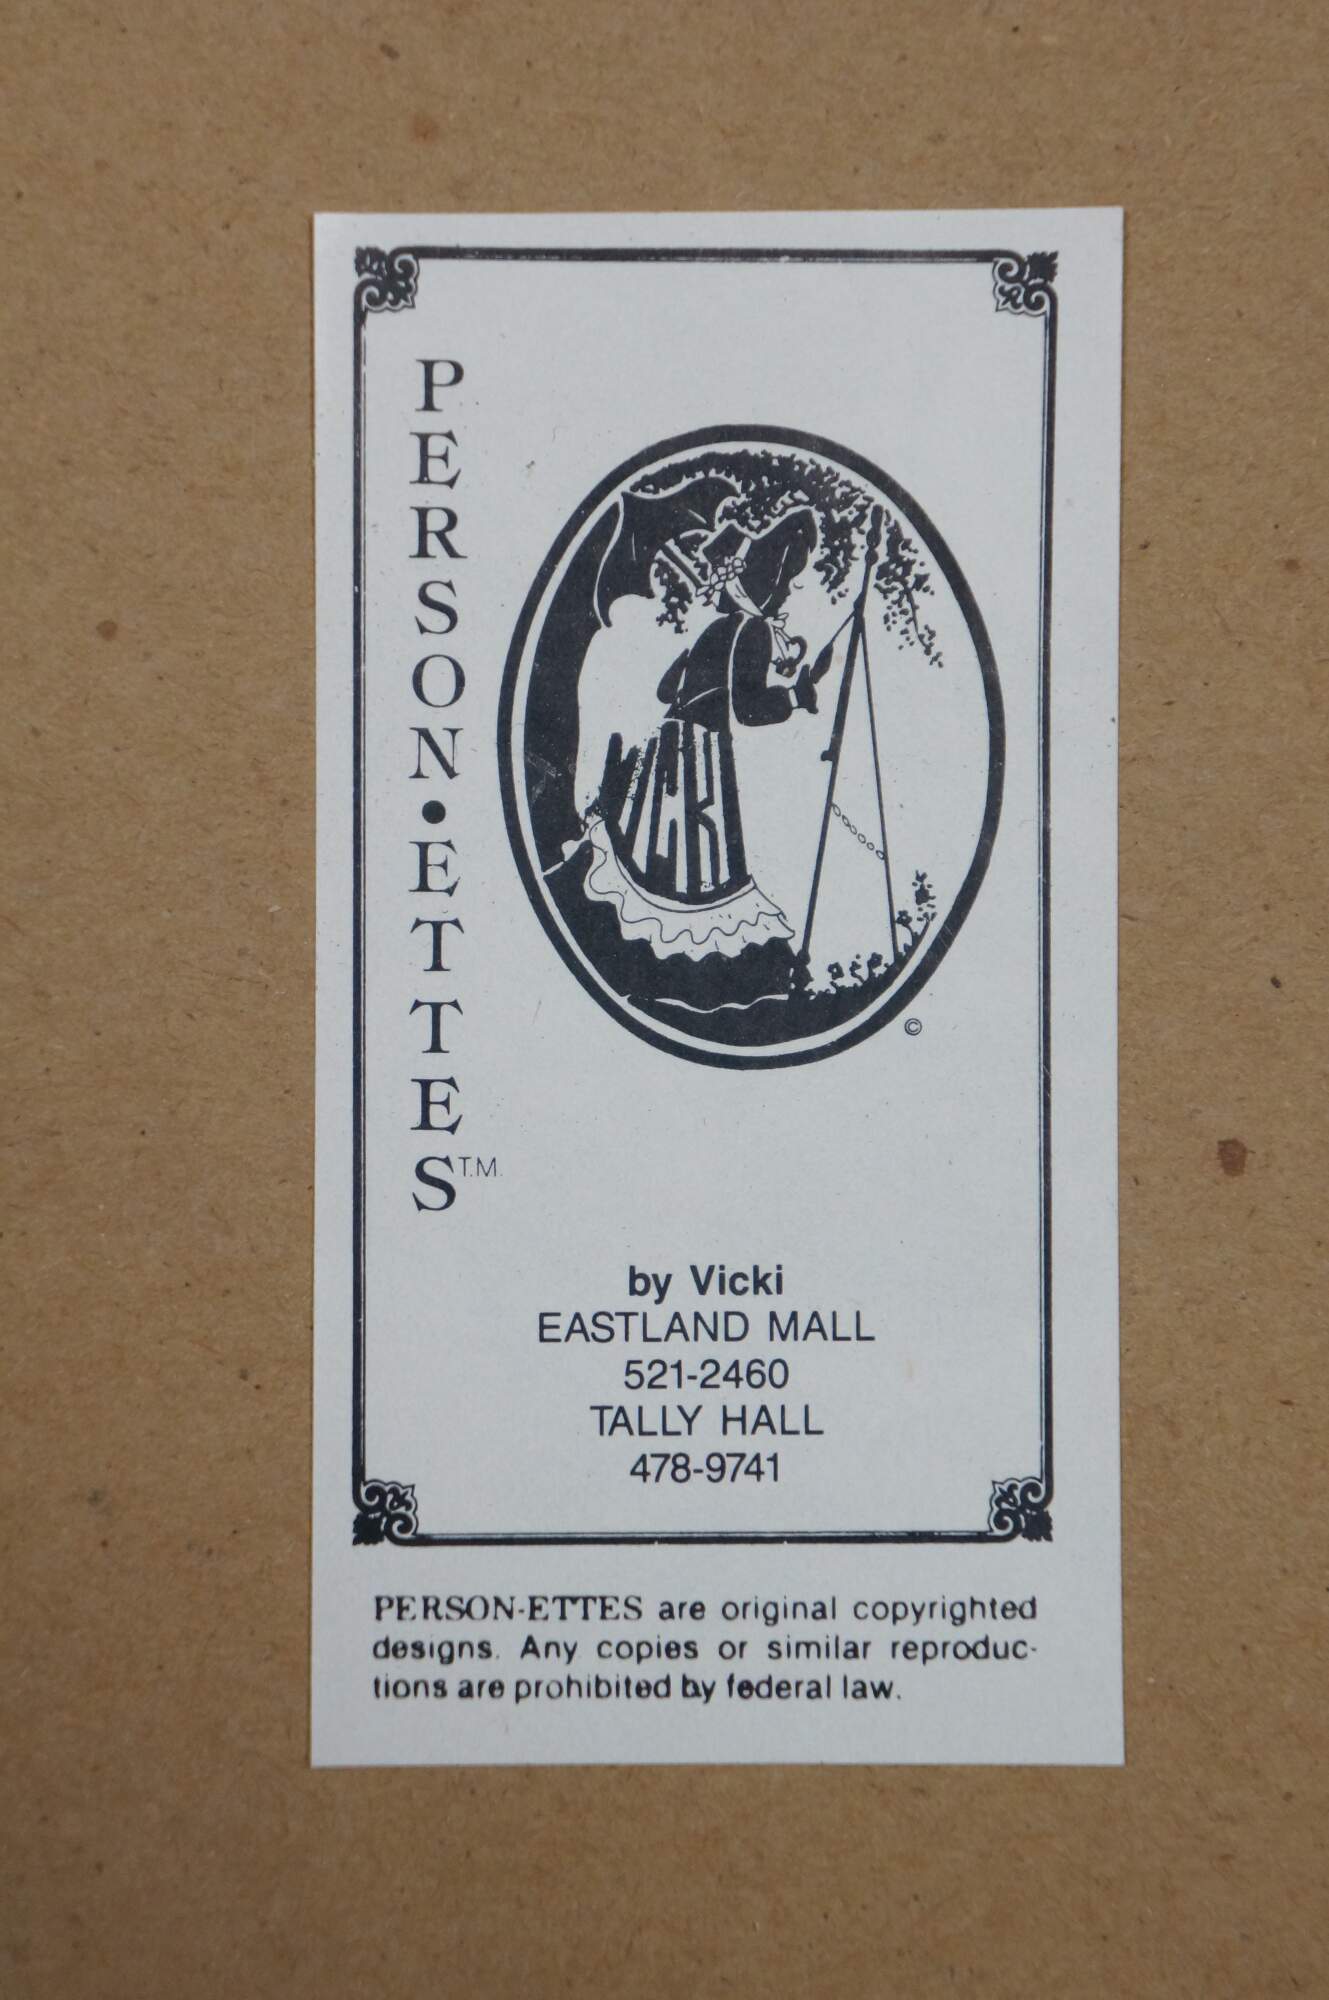 PERSON•ETTES T.M.
VICKI
©
by Vicki
EASTLAND MALL
521-2460
TALLY HALL
478-9741
PERSON-ETTES are original copyrighted
designs. Any copies or similar reproduc-
tions are prohibited by federal law.